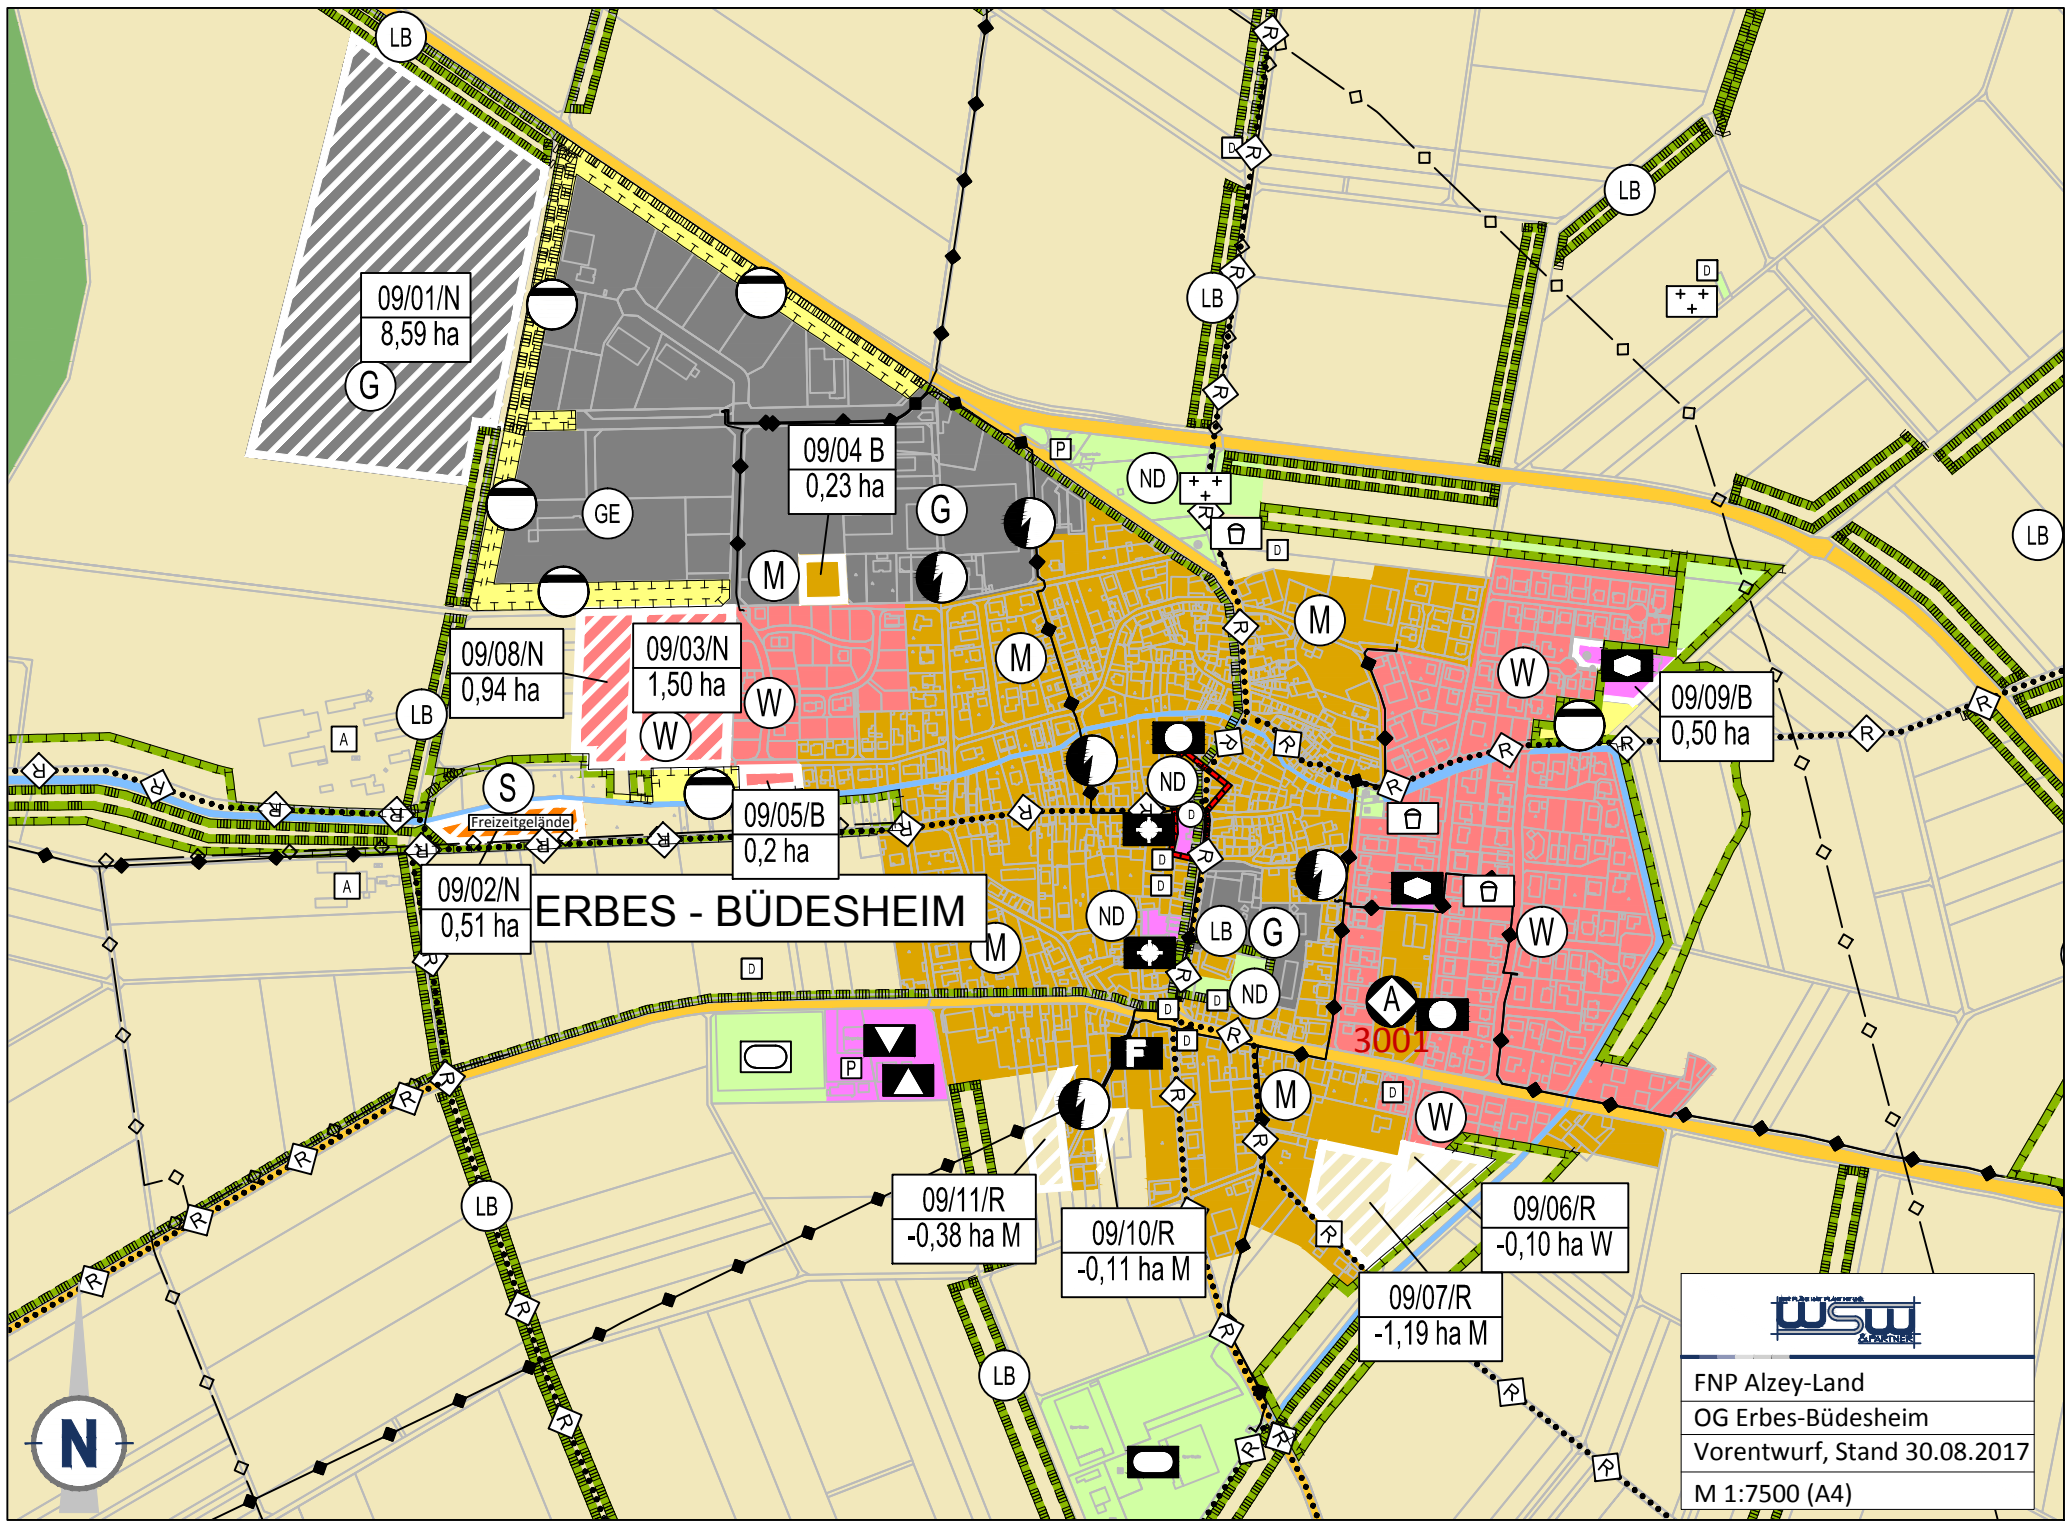 LB
R
D
R
LB
R
LB
D
09/01/N
8,59 ha
G
R
P
ND
R
LB
09/04 B
0,23 ha
GE
G
M
D
R
M
M
09/08/N
0,94 ha
09/03/N
1,50 ha
W
W
W
09/09/B
0,50 ha
LB
A
R
R
R
R
R
R
R
S
Freizeitgelände
ND
D
R
R
R
R
R
R
R
R
R
R
09/05/B
0,2 ha
R
D
D
A
09/02/N
0,51 ha
ERBES - BÜDESHEIM
M
ND
LB
G
W
R
D
R
D
ND
A
3001
D
R
F
D
P
R
R
R
M
D
W
R
R
R
LB
R
R
09/11/R
-0,38 ha M
09/10/R
-0,11 ha M
09/06/R
-0,10 ha W
R
09/07/R
-1,19 ha M
R
R
LB
R
R
R
R
R
N
WSW
& PARTNER
FNP Alzey-Land
OG Erbes-Büdesheim
Vorentwurf, Stand 30.08.2017
M 1:7500 (A4)